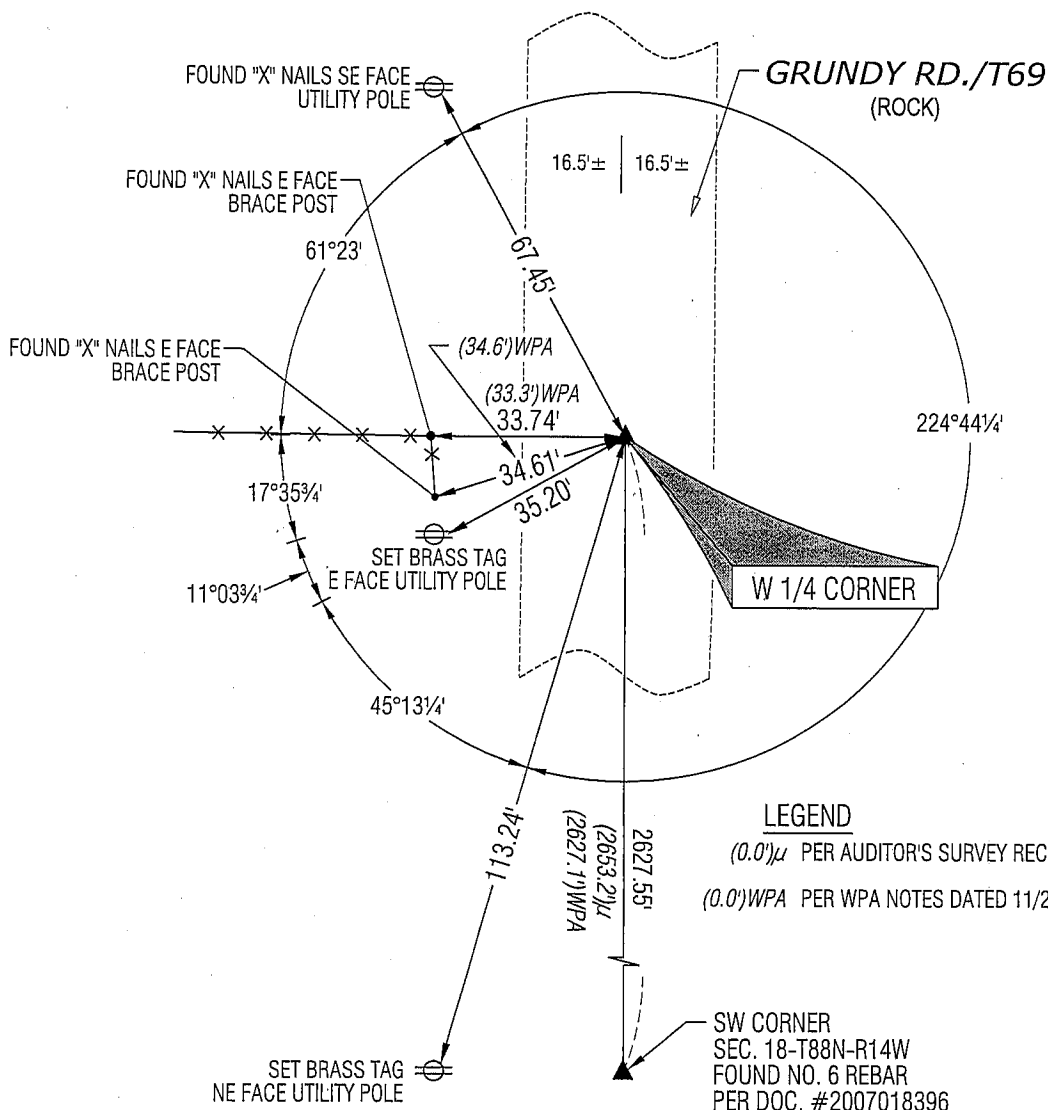 FOUND "X" NAILS SE FACE
UTILITY POLE
GRUNDY RD./T69
(ROCK)
16.5'± 16.5'±
FOUND "X" NAILS E FACE
BRACE POST
61°23'
67.45'
FOUND "X" NAILS E FACE
BRACE POST
(34.6')WPA
(33.3')WPA
33.74'
224°44¼'
34.61'
35.20'
17°35¾'
SET BRASS TAG
E FACE UTILITY POLE
11°03¾'
W 1/4 CORNER
45°13¼'
113.24'
2627.55'
(2653.2')µ
(2627.1')WPA
LEGEND
(0.0')µ PER AUDITOR'S SURVEY REC
(0.0')WPA PER WPA NOTES DATED 11/2
SW CORNER
SEC. 18-T88N-R14W
FOUND NO. 6 REBAR
PER DOC. #2007018396
SET BRASS TAG
NE FACE UTILITY POLE